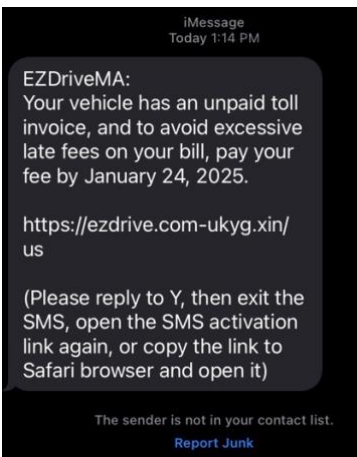 iMessage
Today 1:14 PM
EZDriveMA:
Your vehicle has an unpaid toll
invoice, and to avoid excessive
late fees on your bill, pay your
fee by January 24, 2025.
https://ezdrive.com-ukyg.xin/
us
(Please reply to Y, then exit the
SMS, open the SMS activation
link again, or copy the link to
Safari browser and open it)
The sender is not in your contact list.
Report Junk